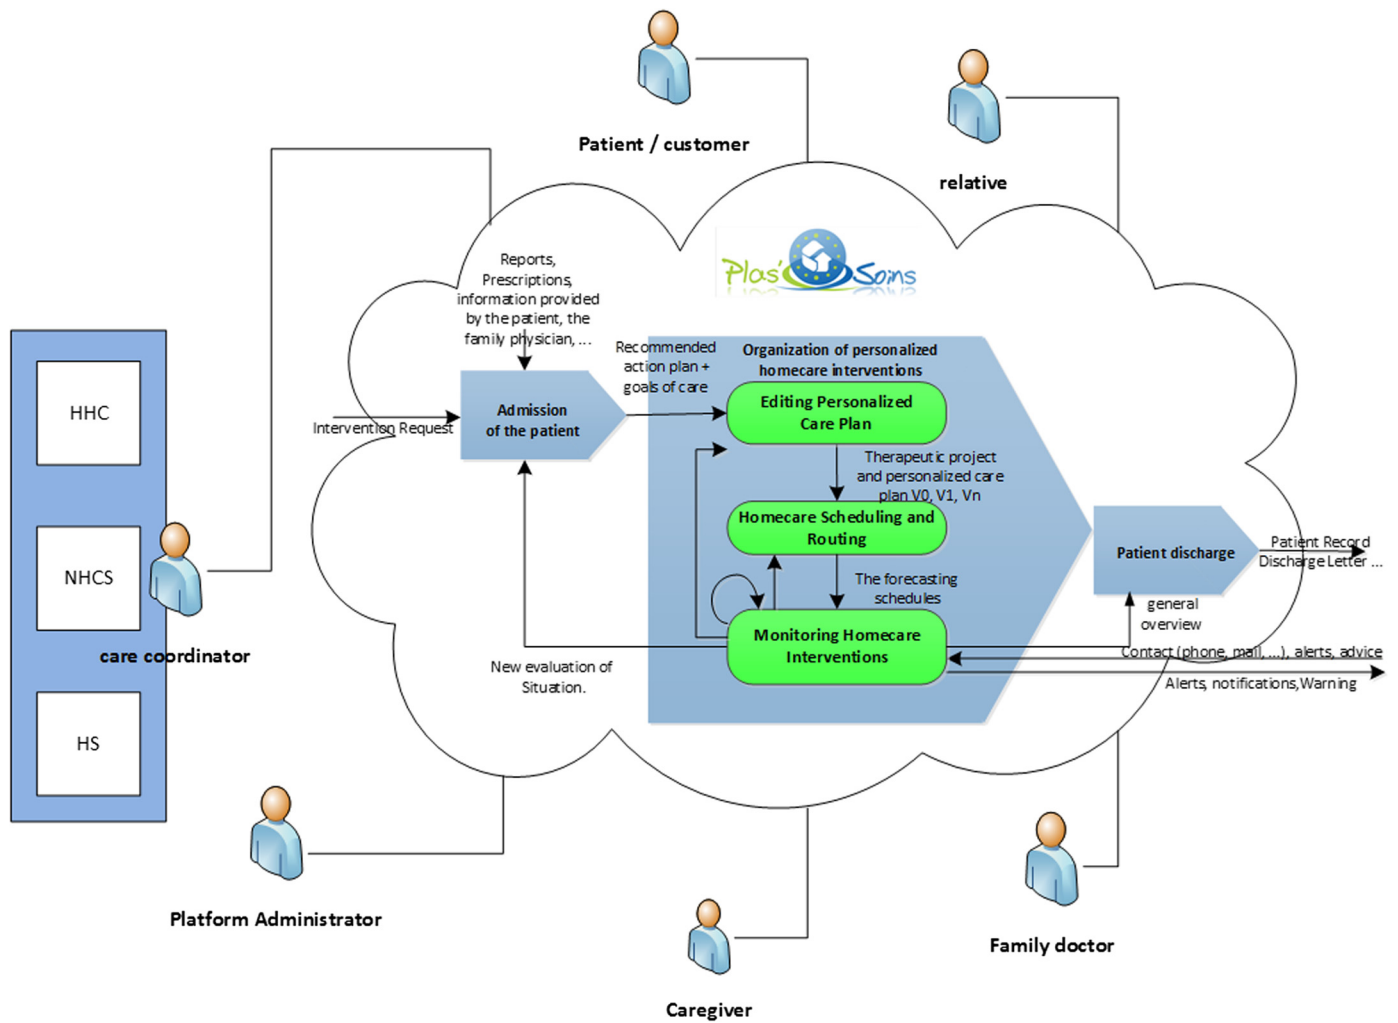 Patient / customer
relative
Plas' Soins
Reports,
Prescriptions,
information provided
by the patient, the
family physician, ...
Recommended
action plan +
goals of care
Organization of personalized
homecare interventions
Editing Personalized
Care Plan
Admission
of the patient
Intervention Request
HHC
Therapeutic project
and personalized care
plan V0, V1, Vn
Homecare Scheduling and
Routing
Patient discharge
Patient Record
Discharge Letter ...
NHCS
The forecasting
schedules
general
overview
care coordinator
Monitoring Homecare
Interventions
New evaluation of
Situation.
Contact (phone, mail, ...), alerts, advice
Alerts, notifications,Warning
HS
Platform Administrator
Family doctor
Caregiver